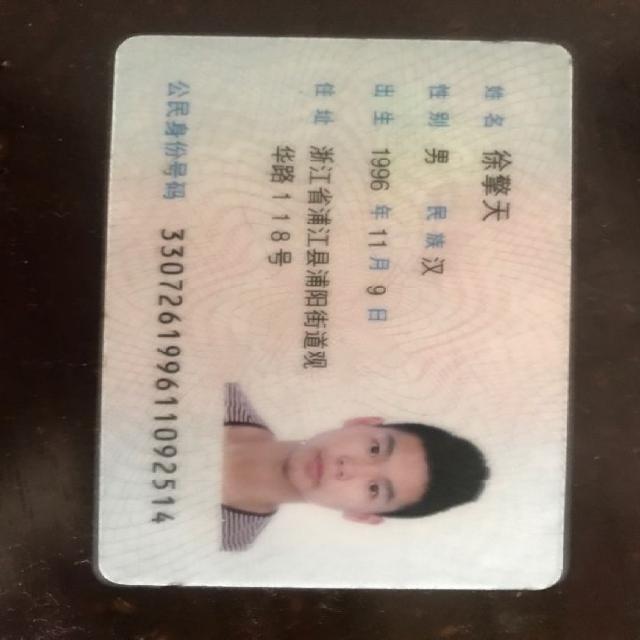 姓名 徐擎天
性别 男 民族 汉
出生 1996 年 11 月 9 日
住址 浙江省浦江县浦阳街道观
华路118号
公民身份号码 330726199611092514